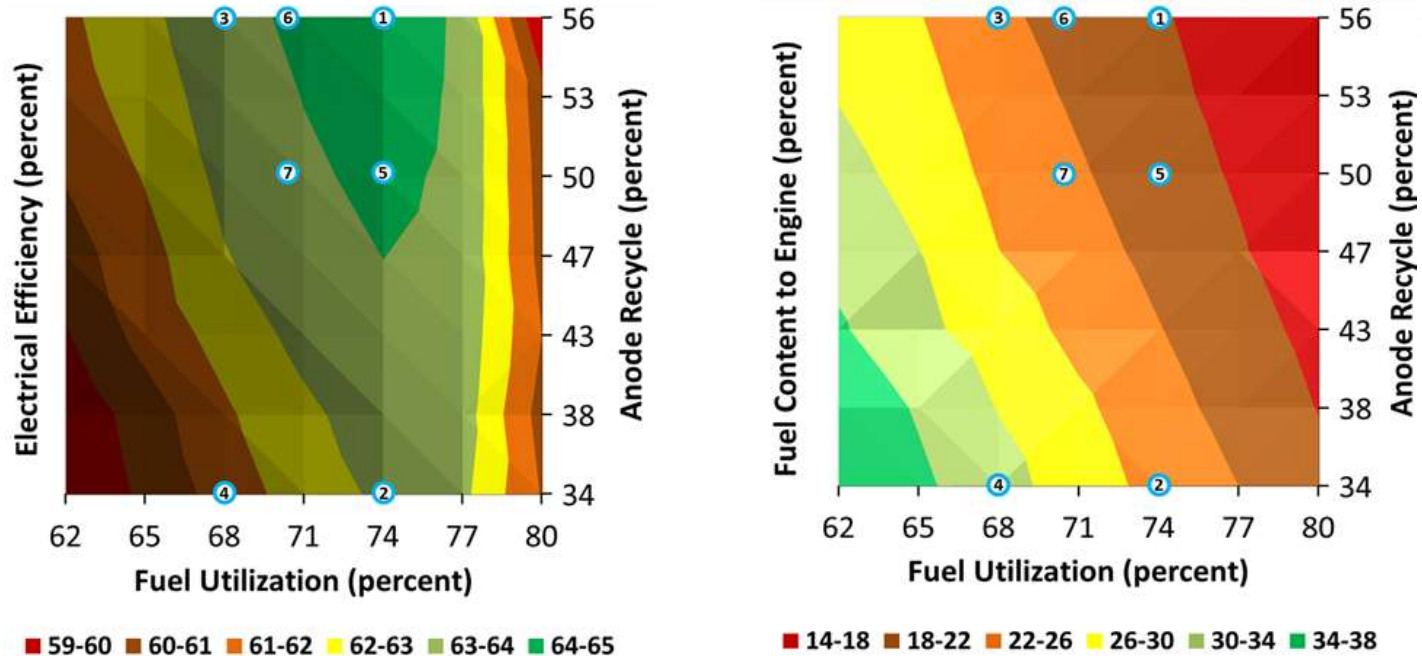 Electrical Efficiency (percent)
3 6 1
7 5
4 2
56
53
50
47
43
38
34
Anode Recycle (percent)
62 65 68 71 74 77 80
Fuel Utilization (percent)
59-60 60-61 61-62 62-63 63-64 64-65
Fuel Content to Engine (percent)
3 6 1
7 5
4 2
56
53
50
47
43
38
34
Anode Recycle (percent)
62 65 68 71 74 77 80
Fuel Utilization (percent)
14-18 18-22 22-26 26-30 30-34 34-38